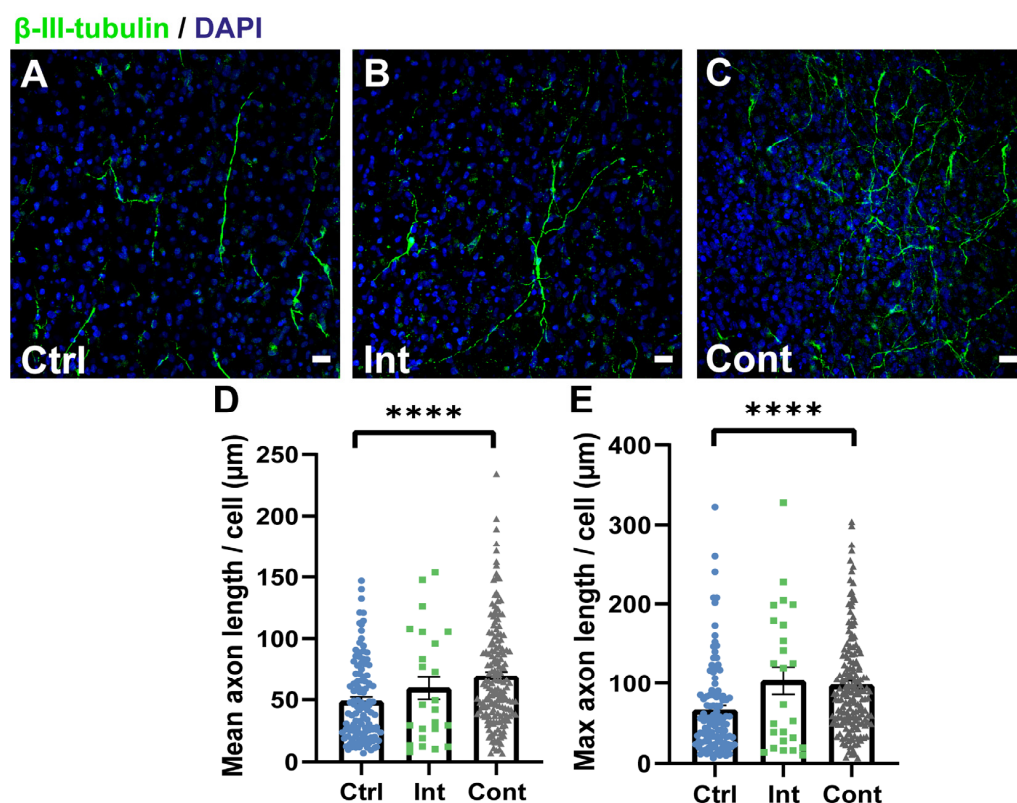 β-III-tubulin / DAPI
A
B
C
Ctrl
Int
Cont
D
E
****
****
Mean axon length / cell (µm)
250
200
150
100
50
0
Ctrl Int Cont
Max axon length / cell (µm)
400
300
200
100
0
Ctrl Int Cont